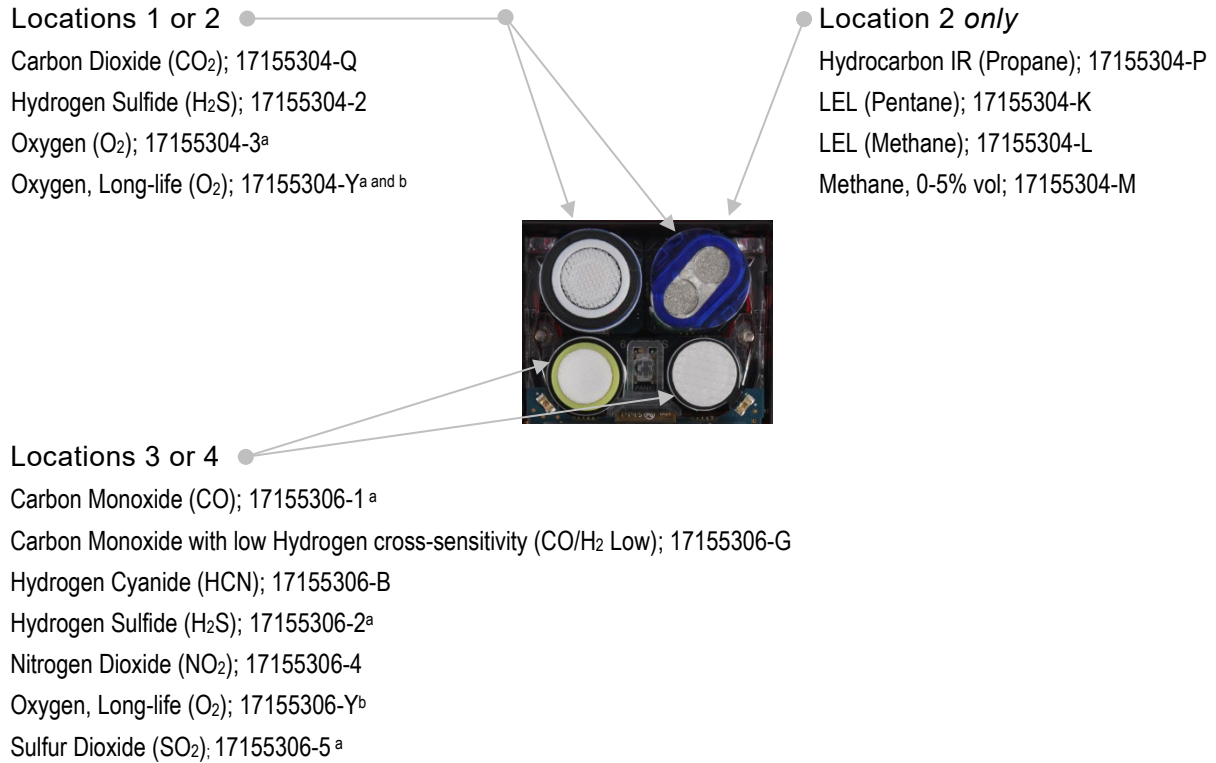 Locations 1 or 2
Carbon Dioxide (CO₂); 17155304-Q
Hydrogen Sulfide (H₂S); 17155304-2
Oxygen (O₂); 17155304-3ᵃ
Oxygen, Long-life (O₂); 17155304-Yᵃ ᵃⁿᵈ ᵇ
Location 2 only
Hydrocarbon IR (Propane); 17155304-P
LEL (Pentane); 17155304-K
LEL (Methane); 17155304-L
Methane, 0-5% vol; 17155304-M
Locations 3 or 4
Carbon Monoxide (CO); 17155306-1 ᵃ
Carbon Monoxide with low Hydrogen cross-sensitivity (CO/H₂ Low); 17155306-G
Hydrogen Cyanide (HCN); 17155306-B
Hydrogen Sulfide (H₂S); 17155306-2ᵃ
Nitrogen Dioxide (NO₂); 17155306-4
Oxygen, Long-life (O₂); 17155306-Yᵇ
Sulfur Dioxide (SO₂); 17155306-5 ᵃ